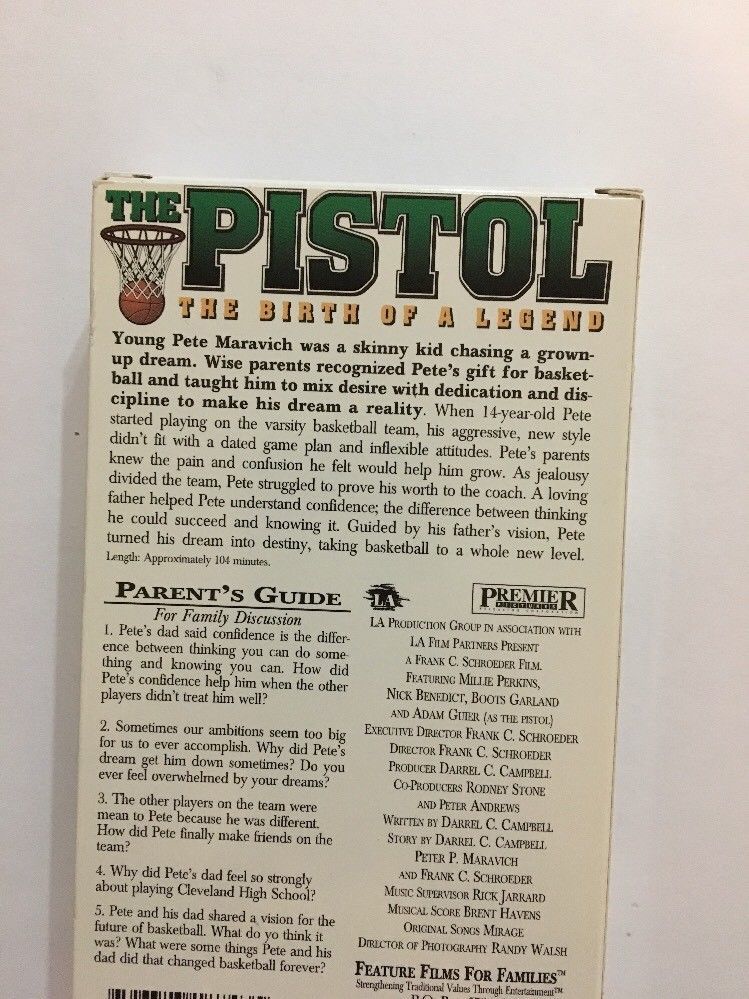 THE PISTOL
THE BIRTH OF A LEGEND
Young Pete Maravich was a skinny kid chasing a grown-
up dream. Wise parents recognized Pete's gift for basket-
ball and taught him to mix desire with dedication and dis-
cipline to make his dream a reality. When 14-year-old Pete
started playing on the varsity basketball team, his aggressive, new style
didn't fit with a dated game plan and inflexible attitudes. Pete's parents
knew the pain and confusion he felt would help him grow. As jealousy
divided the team, Pete struggled to prove his worth to the coach. A loving
father helped Pete understand confidence; the difference between thinking
he could succeed and knowing it. Guided by his father's vision, Pete
turned his dream into destiny, taking basketball to a whole new level.
Length: Approximately 104 minutes.
PARENT'S GUIDE
For Family Discussion
1. Pete's dad said confidence is the differ-
ence between thinking you can do some-
thing and knowing you can. How did
Pete's confidence help him when the other
players didn't treat him well?
2. Sometimes our ambitions seem too big
for us to ever accomplish. Why did Pete's
dream get him down sometimes? Do you
ever feel overwhelmed by your dreams?
3. The other players on the team were
mean to Pete because he was different.
How did Pete finally make friends on the
team?
4. Why did Pete's dad feel so strongly
about playing Cleveland High School?
5. Pete and his dad shared a vision for the
future of basketball. What do yo think it
was? What were some things Pete and his
dad did that changed basketball forever?
LA
PREMIER
PICTURES
LA PRODUCTION GROUP IN ASSOCIATION WITH
LA FILM PARTNERS PRESENT
A FRANK C. SCHROEDER FILM.
FEATURING MILLIE PERKINS,
NICK BENEDICT, BOOTS GARLAND
AND ADAM GUIER (AS THE PISTOL)
EXECUTIVE DIRECTOR FRANK C. SCHROEDER
DIRECTOR FRANK C. SCHROEDER
PRODUCER DARREL C. CAMPBELL
CO-PRODUCERS RODNEY STONE
AND PETER ANDREWS
WRITTEN BY DARREL C. CAMPBELL
STORY BY DARREL C. CAMPBELL
PETER P. MARAVICH
AND FRANK C. SCHROEDER
MUSIC SUPERVISOR RICK JARRARD
MUSICAL SCORE BRENT HAVENS
ORIGINAL SONGS MIRAGE
DIRECTOR OF PHOTOGRAPHY RANDY WALSH
FEATURE FILMS FOR FAMILIES™
Strengthening Traditional Values Through Entertainment™